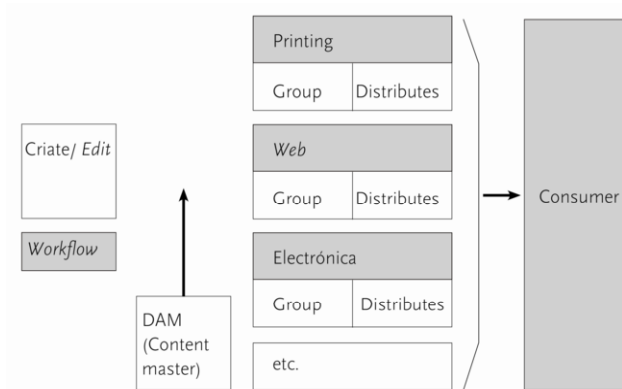 Criate/ Edit
Workflow
DAM
(Content
master)
Printing
Group
Distributes
Web
Group
Distributes
Electrónica
Group
Distributes
etc.
Consumer